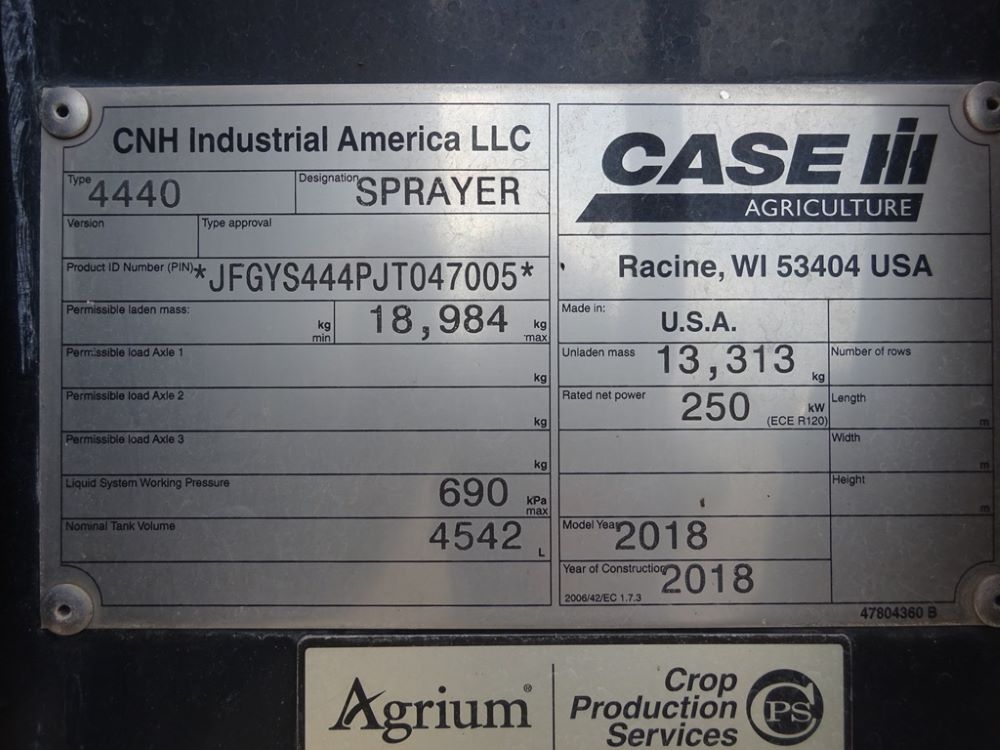 CNH Industrial America LLC
Type 4440
Designation SPRAYER
Version
Type approval
Product ID Number (PIN) *JFGYS444PJT047005*
Permissible laden mass:
kg min
18,984 kg max
Permissible load Axle 1
kg
Permissible load Axle 2
kg
Permissible load Axle 3
kg
Liquid System Working Pressure 690 kPa max
Nominal Tank Volume 4542 L
CASE IH
AGRICULTURE
Racine, WI 53404 USA
Made in: U.S.A.
Unladen mass 13,313 kg
Number of rows
Rated net power 250 kW (ECE R120)
Length m
Width m
Height m
Model Year 2018
Year of Construction 2018
2006/42/EC 1.7.3
47804360 B
Agrium®
Crop
Production
Services
CPS